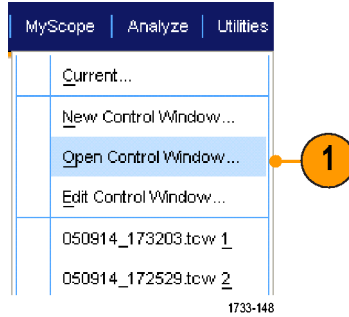 MyScope | Analyze | Utilities
Current...
New Control Window...
Open Control Window...
1
Edit Control Window...
050914_173203.tcw 1
050914_172529.tcw 2
1733-148